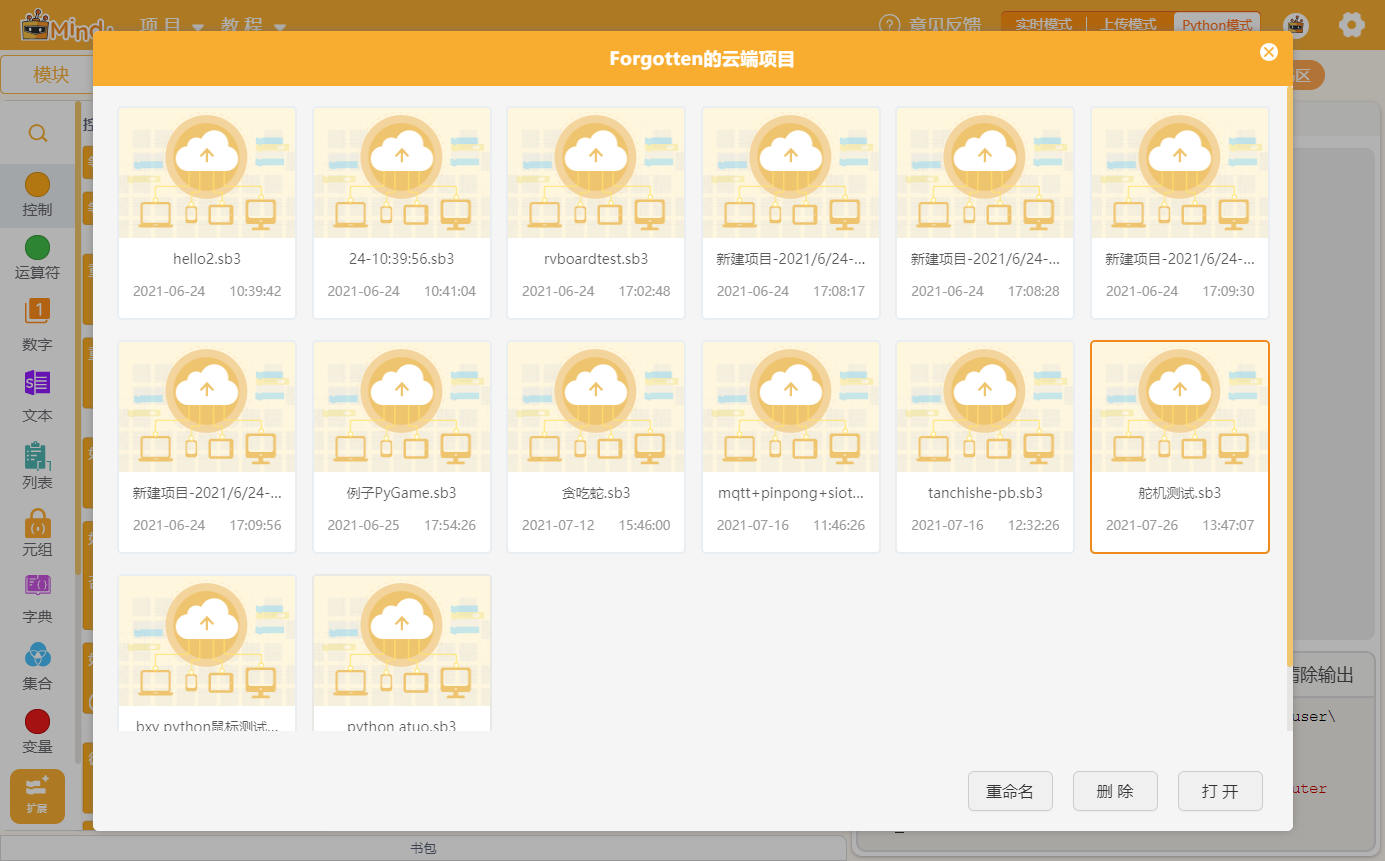 Mind+
项目
教程
意见反馈
实时模式
上传模式
Python模式
模块
Forgotten的云端项目
区
控
控制
运算符
1
数字
S
文本
列表
元组
字典
集合
变量
扩展
hello2.sb3
24-10:39:56.sb3
rvboardtest.sb3
新建项目-2021/6/24-...
新建项目-2021/6/24-...
新建项目-2021/6/24-...
2021-06-24 10:39:42
2021-06-24 10:41:04
2021-06-24 17:02:48
2021-06-24 17:08:17
2021-06-24 17:08:28
2021-06-24 17:09:30
新建项目-2021/6/24-...
例子PyGame.sb3
贪吃蛇.sb3
mqtt+pinpong+siot...
tanchishe-pb.sb3
舵机测试.sb3
2021-06-24 17:09:56
2021-06-25 17:54:26
2021-07-12 15:46:00
2021-07-16 11:46:26
2021-07-16 12:32:26
2021-07-26 13:47:07
bxy python鼠标测试...
python atuo.sb3
清除输出
user\
uter
重命名
删除
打开
书包